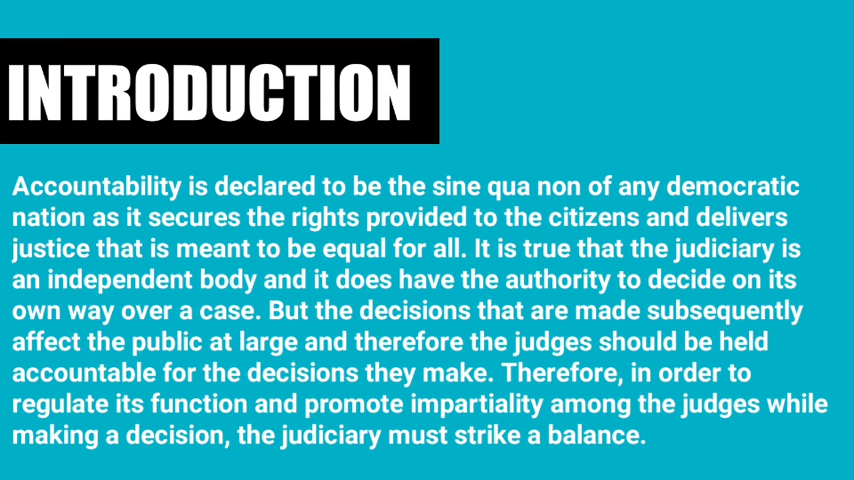 INTRODUCTION
Accountability is declared to be the sine qua non of any democratic
nation as it secures the rights provided to the citizens and delivers
justice that is meant to be equal for all. It is true that the judiciary is
an independent body and it does have the authority to decide on its
own way over a case. But the decisions that are made subsequently
affect the public at large and therefore the judges should be held
accountable for the decisions they make. Therefore, in order to
regulate its function and promote impartiality among the judges while
making a decision, the judiciary must strike a balance.